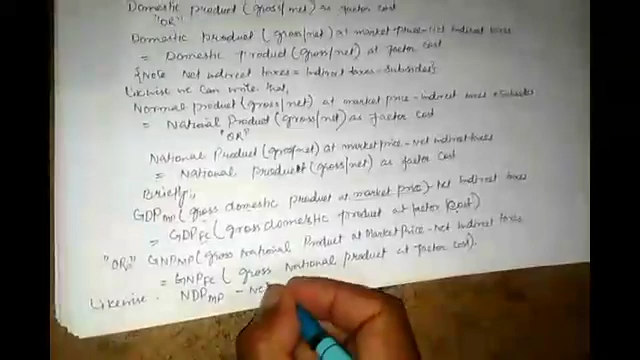 Domestic product (gross/net) as factor cost
"OR"
Domestic product (gross/net) at market price-Net Indirect taxes
= Domestic product (gross/net) at factor cost
{Note Net indirect taxes = Indirect taxes-Subsidies}
Likewise we can write that,
Normal product (gross/net) at market price-indirect taxes + Subsidies
= National Product (gross/net) as factor cost
"OR"
National Product (gross/net) at market price-Net Indirect taxes
= National product (gross/net) as factor cost
Briefly,
GDPMP (gross domestic product at market price)- Net Indirect taxes
= GDPFC (gross domestic product at factor cost)
"OR" GNPMP (gross National Product at Market Price-Net Indirect taxes
= GNPFC (gross National product at factor cost).
Likewise. NDPMP - Net